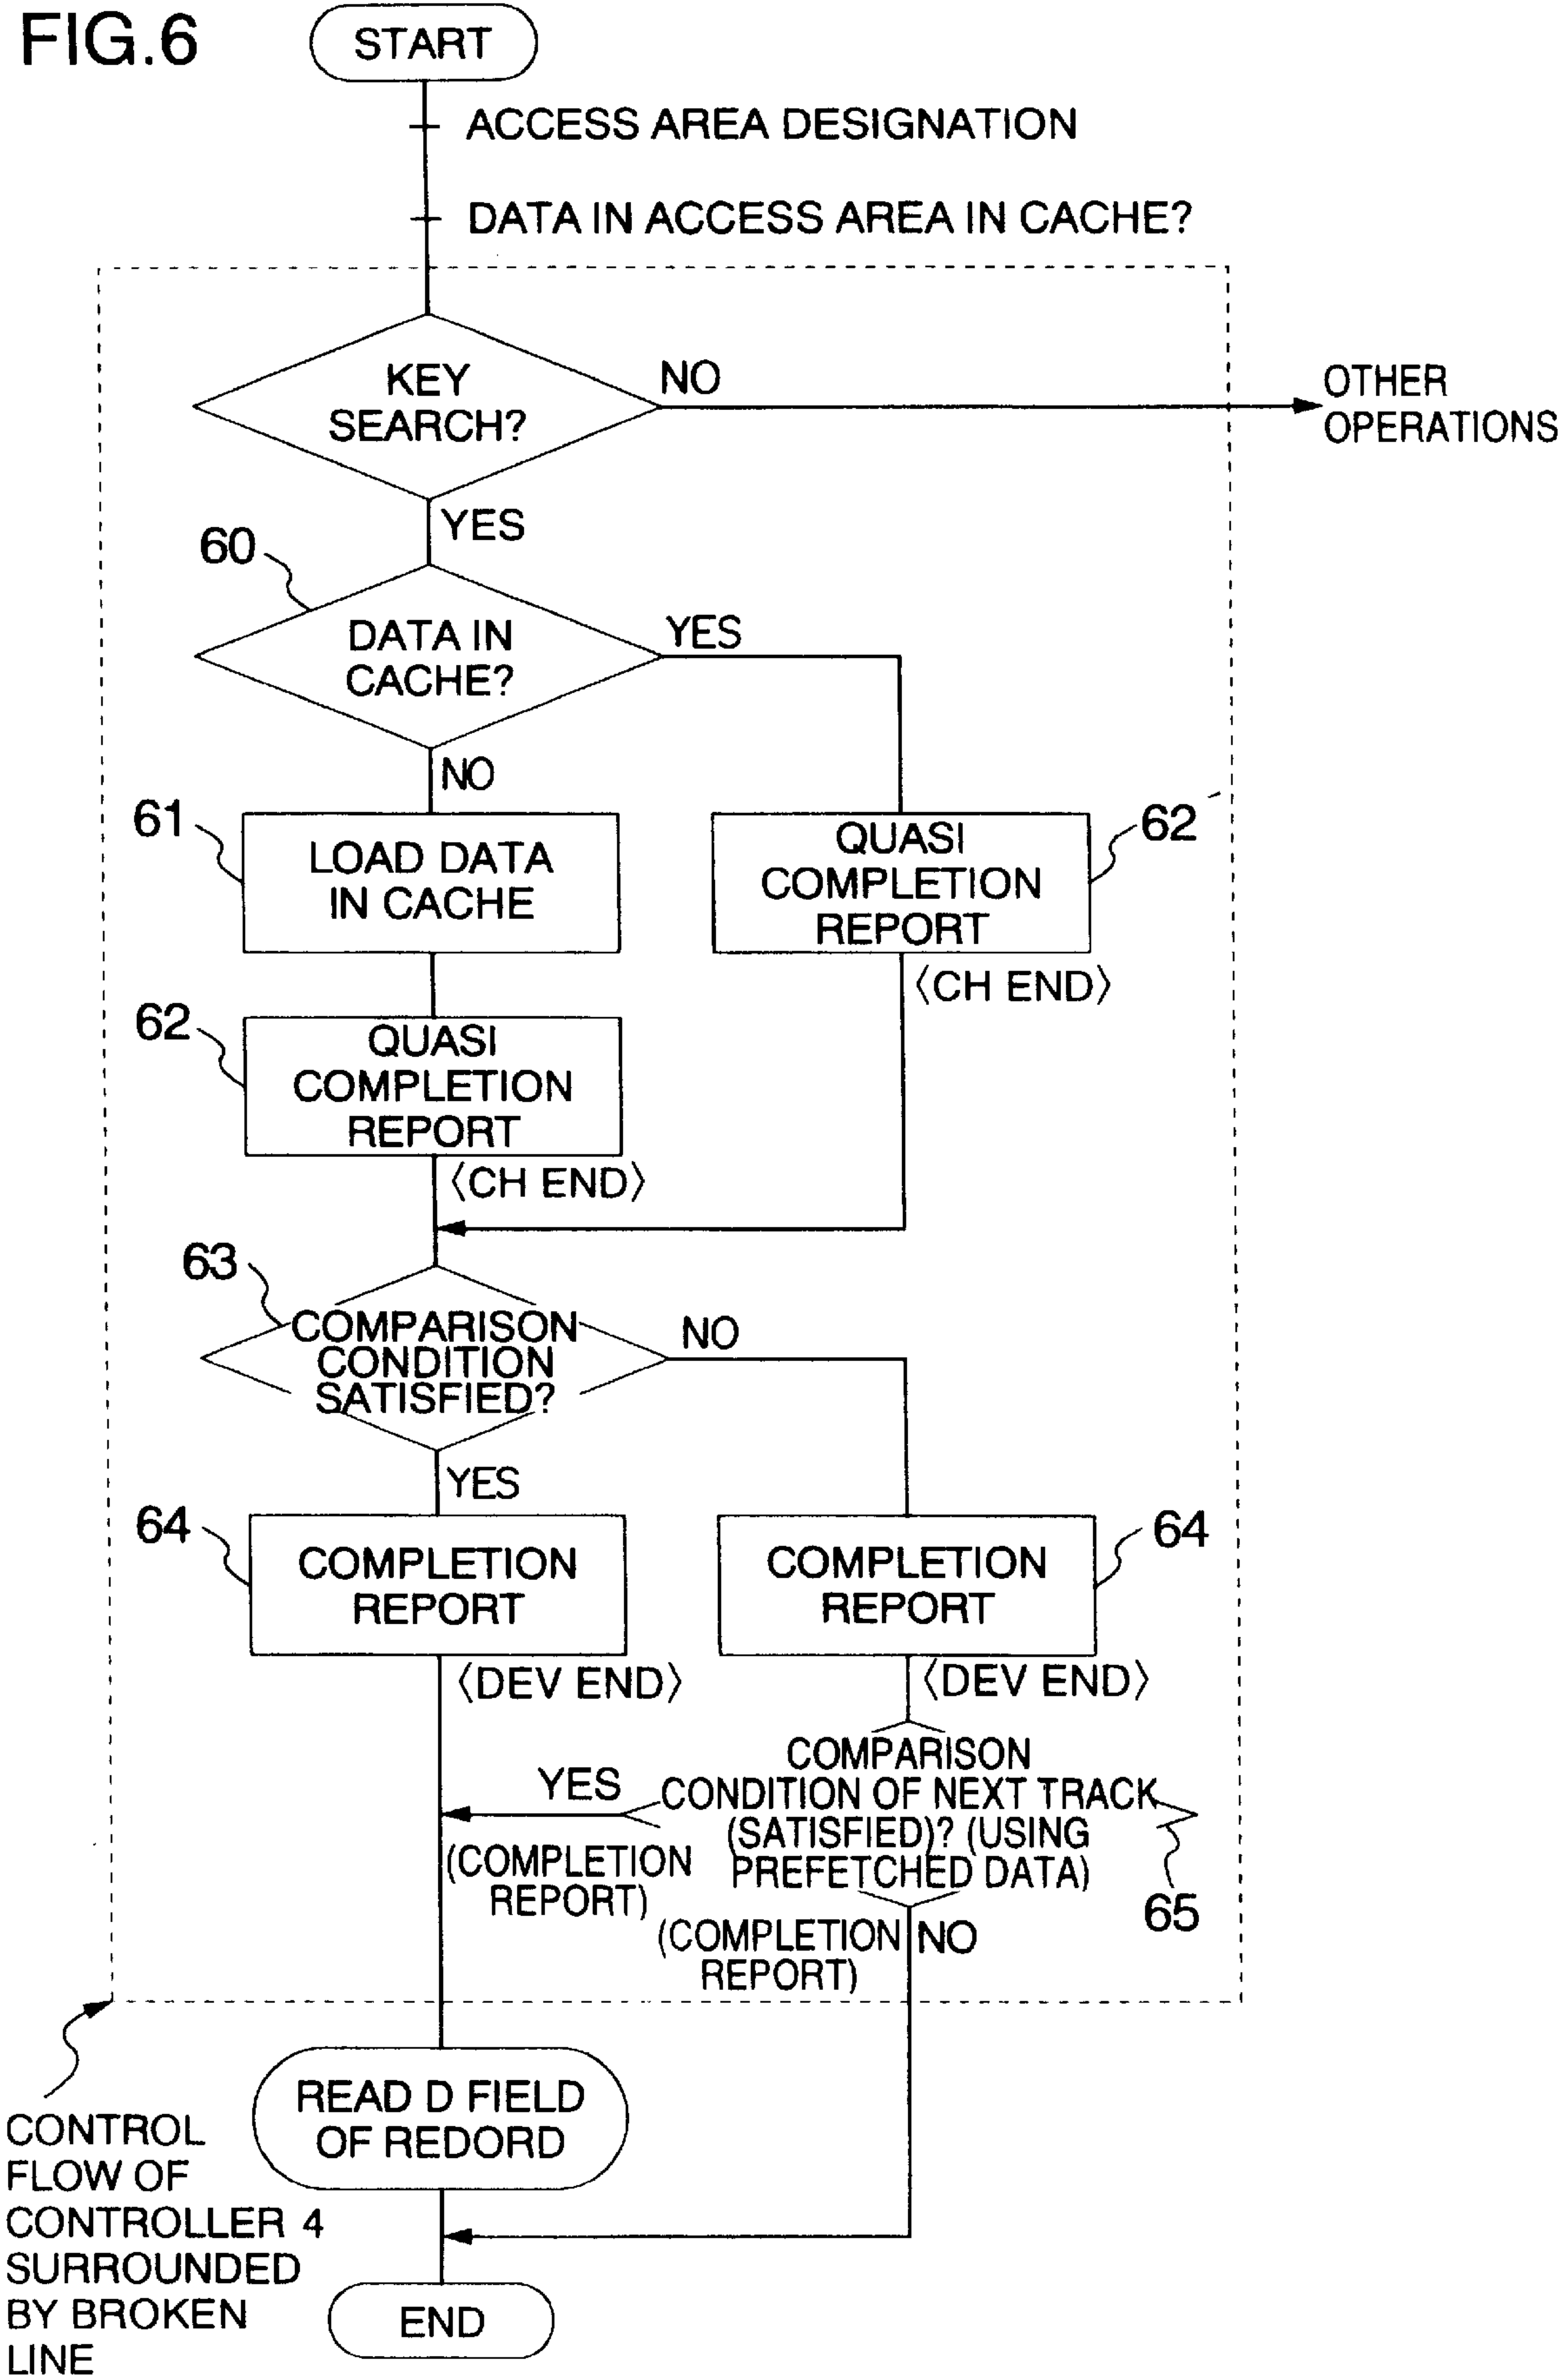 FIG.6
START
ACCESS AREA DESIGNATION
DATA IN ACCESS AREA IN CACHE?
KEY
SEARCH?
NO
OTHER
OPERATIONS
YES
60
DATA IN
CACHE?
YES
NO
61
LOAD DATA
IN CACHE
QUASI
COMPLETION
REPORT
62
〈CH END〉
62
QUASI
COMPLETION
REPORT
〈CH END〉
63
COMPARISON
CONDITION
SATISFIED?
NO
YES
64
COMPLETION
REPORT
〈DEV END〉
COMPLETION
REPORT
64
〈DEV END〉
COMPARISON
CONDITION OF NEXT TRACK
(SATISFIED)? (USING
PREFETCHED DATA)
65
YES
(COMPLETION
REPORT)
(COMPLETION
REPORT)
NO
READ D FIELD
OF REDORD
CONTROL
FLOW OF
CONTROLLER 4
SURROUNDED
BY BROKEN
LINE
END